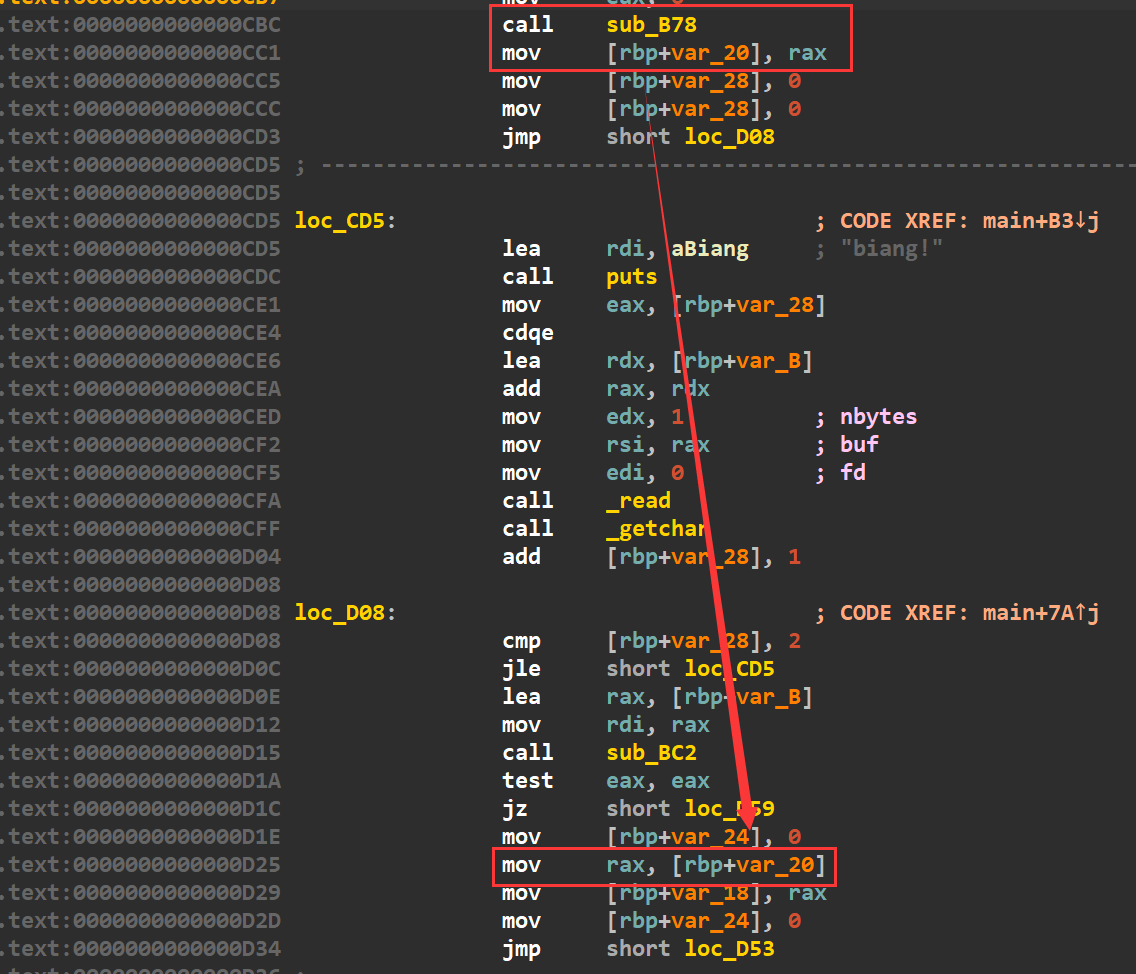 .text:0000000000000CBC call sub_B78
.text:0000000000000CC1 mov [rbp+var_20], rax
.text:0000000000000CC5 mov [rbp+var_28], 0
.text:0000000000000CCC mov [rbp+var_28], 0
.text:0000000000000CD3 jmp short loc_D08
.text:0000000000000CD5 ; ---------------------------------------------------------------
.text:0000000000000CD5
.text:0000000000000CD5 loc_CD5: ; CODE XREF: main+B3↓j
.text:0000000000000CD5 lea rdi, aBiang ; "biang!"
.text:0000000000000CDC call puts
.text:0000000000000CE1 mov eax, [rbp+var_28]
.text:0000000000000CE4 cdqe
.text:0000000000000CE6 lea rdx, [rbp+var_B]
.text:0000000000000CEA add rax, rdx
.text:0000000000000CED mov edx, 1 ; nbytes
.text:0000000000000CF2 mov rsi, rax ; buf
.text:0000000000000CF5 mov edi, 0 ; fd
.text:0000000000000CFA call _read
.text:0000000000000CFF call _getchar
.text:0000000000000D04 add [rbp+var_28], 1
.text:0000000000000D08
.text:0000000000000D08 loc_D08: ; CODE XREF: main+7A↑j
.text:0000000000000D08 cmp [rbp+var_28], 2
.text:0000000000000D0C jle short loc_CD5
.text:0000000000000D0E lea rax, [rbp+var_B]
.text:0000000000000D12 mov rdi, rax
.text:0000000000000D15 call sub_BC2
.text:0000000000000D1A test eax, eax
.text:0000000000000D1C jz short loc_D59
.text:0000000000000D1E mov [rbp+var_24], 0
.text:0000000000000D25 mov rax, [rbp+var_20]
.text:0000000000000D29 mov [rbp+var_18], rax
.text:0000000000000D2D mov [rbp+var_24], 0
.text:0000000000000D34 jmp short loc_D53